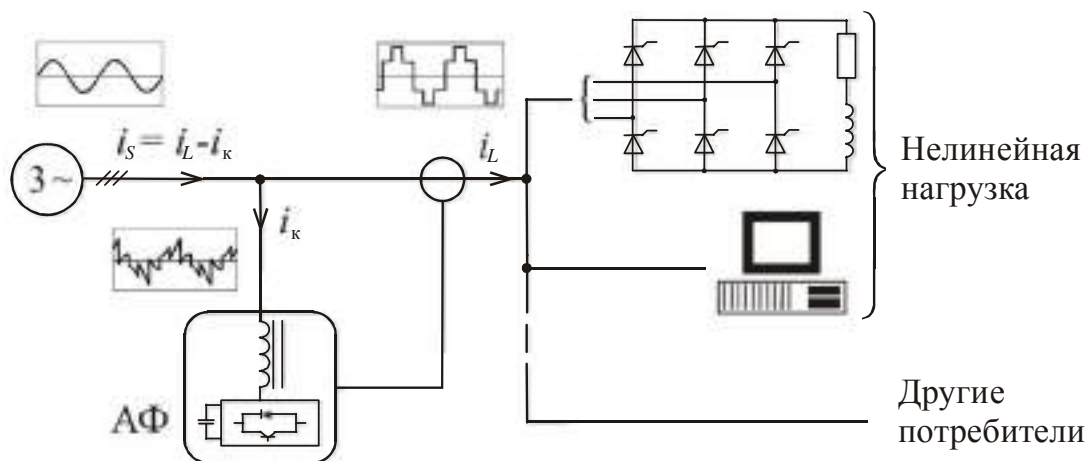 i_S = i_L - i_к
i_L
3 ~
Нелинейная
нагрузка
i_к
АФ
Другие
потребители